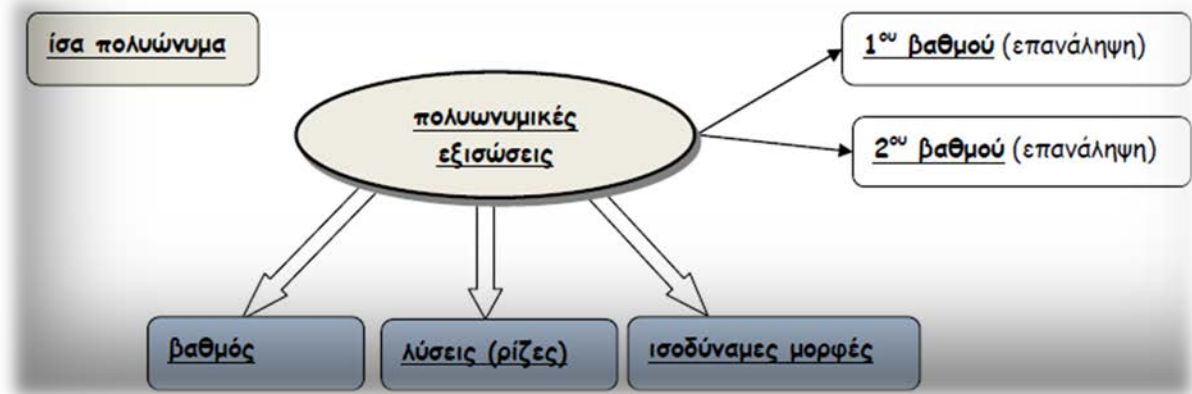 ίσα πολυώνυμα
1ου βαθμού (επανάληψη)
πολυωνυμικές
εξισώσεις
2ου βαθμού (επανάληψη)
βαθμός
λύσεις (ρίζες)
ισοδύναμες μορφές